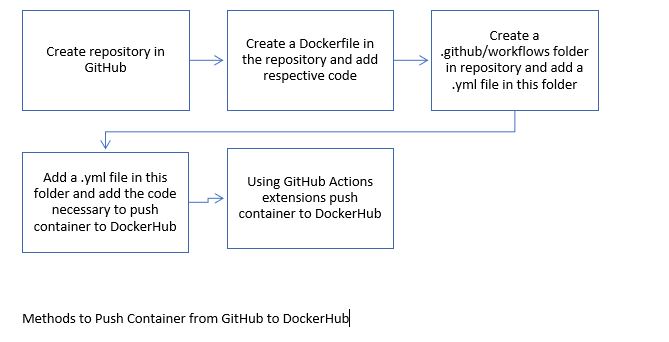 Create repository in
GitHub
Create a Dockerfile in
the repository and add
respective code
Create a
.github/workflows folder
in repository and add a
.yml file in this folder
Add a .yml file in this
folder and add the code
necessary to push
container to DockerHub
Using GitHub Actions
extensions push
container to DockerHub
Methods to Push Container from GitHub to DockerHub